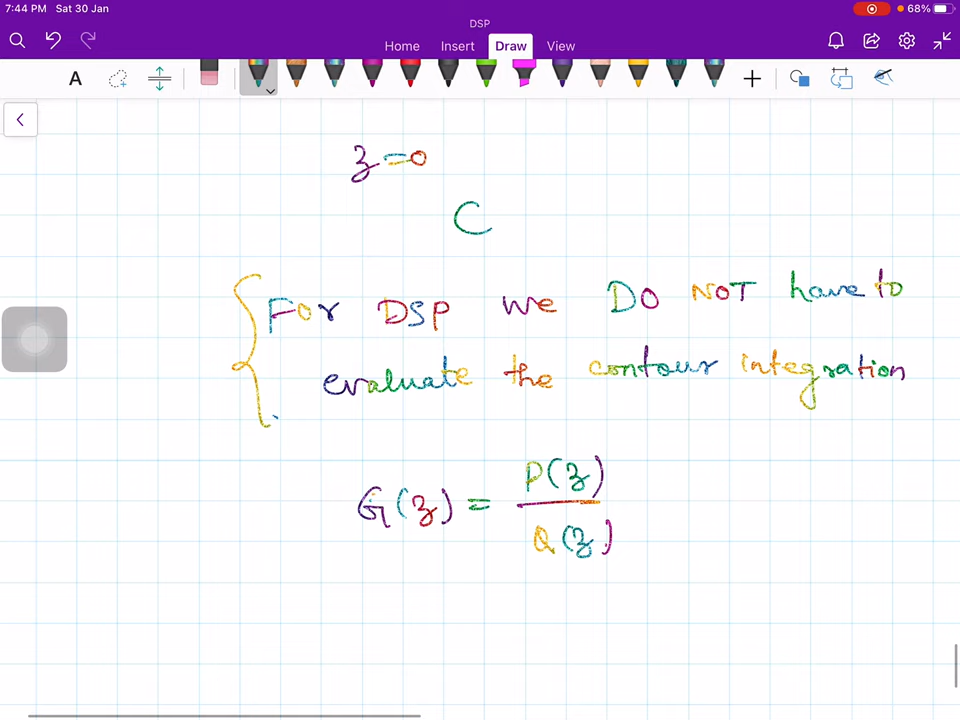 7:44 PM Sat 30 Jan
68%
DSP
Home Insert Draw View
A
z = 0
C
For DSP we DO NOT have to
evaluate the contour integration
G(z) = P(z)
Q(z)